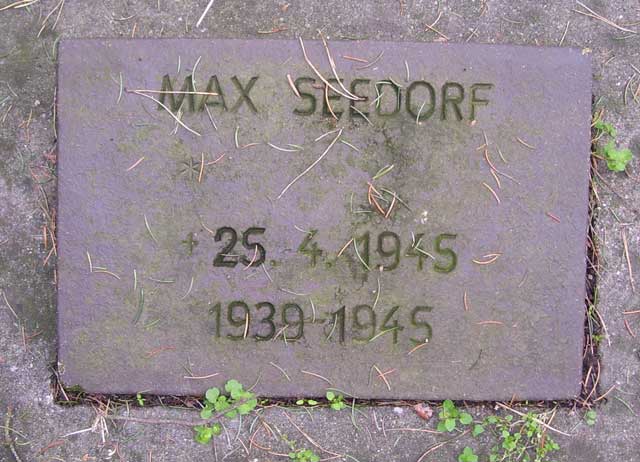 MAX SEEDORF
*
+ 25. 4. 1945
1939-1945